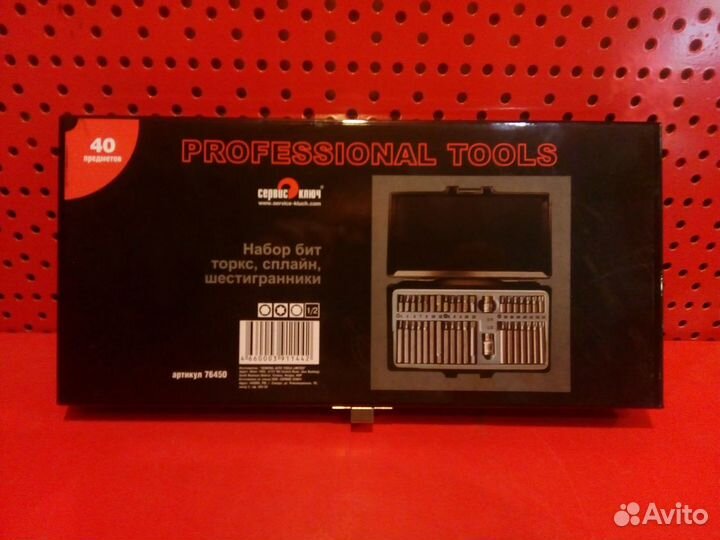 40
предметов
PROFESSIONAL TOOLS
сервис ключ®
www.service-kluch.com
Набор бит
торкс, сплайн,
шестигранники
1/2
4660003911442
артикул 76450
Avito